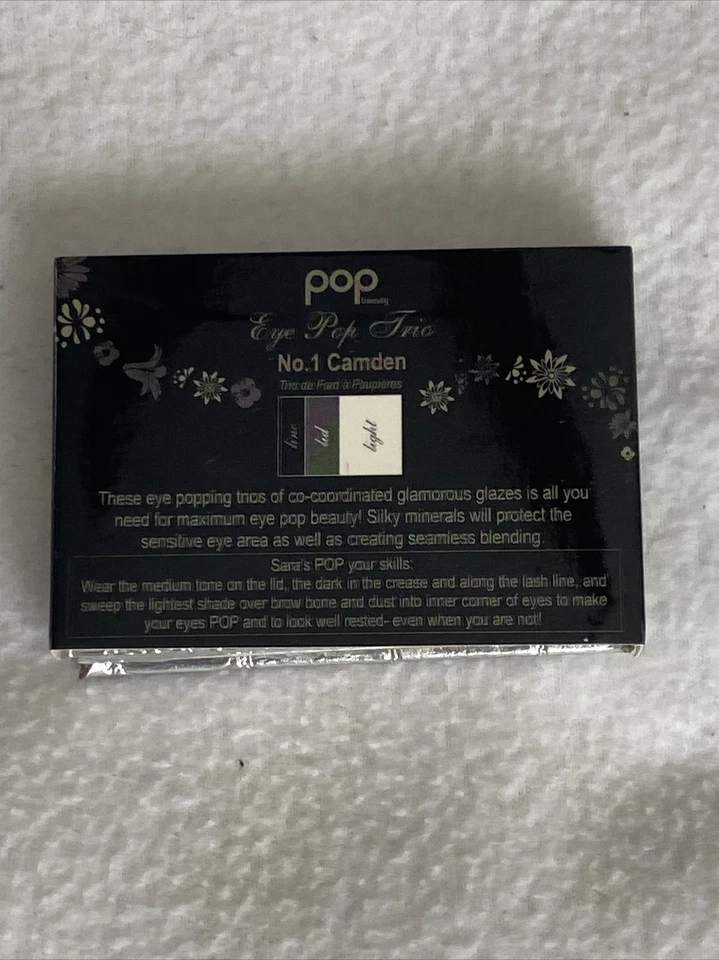 pop
beauty
Eye Pop Trio
No.1 Camden
Trio de Fard à Paupières
line lid light
These eye popping trios of co-coordinated glamorous glazes is all you
need for maximum eye pop beauty! Silky minerals will protect the
sensitive eye area as well as creating seamless blending.
Sara's POP your skills:
Wear the medium tone on the lid, the dark in the crease and along the lash line, and
sweep the lightest shade over brow bone and dust into inner corner of eyes to make
your eyes POP and to look well rested- even when you are not!